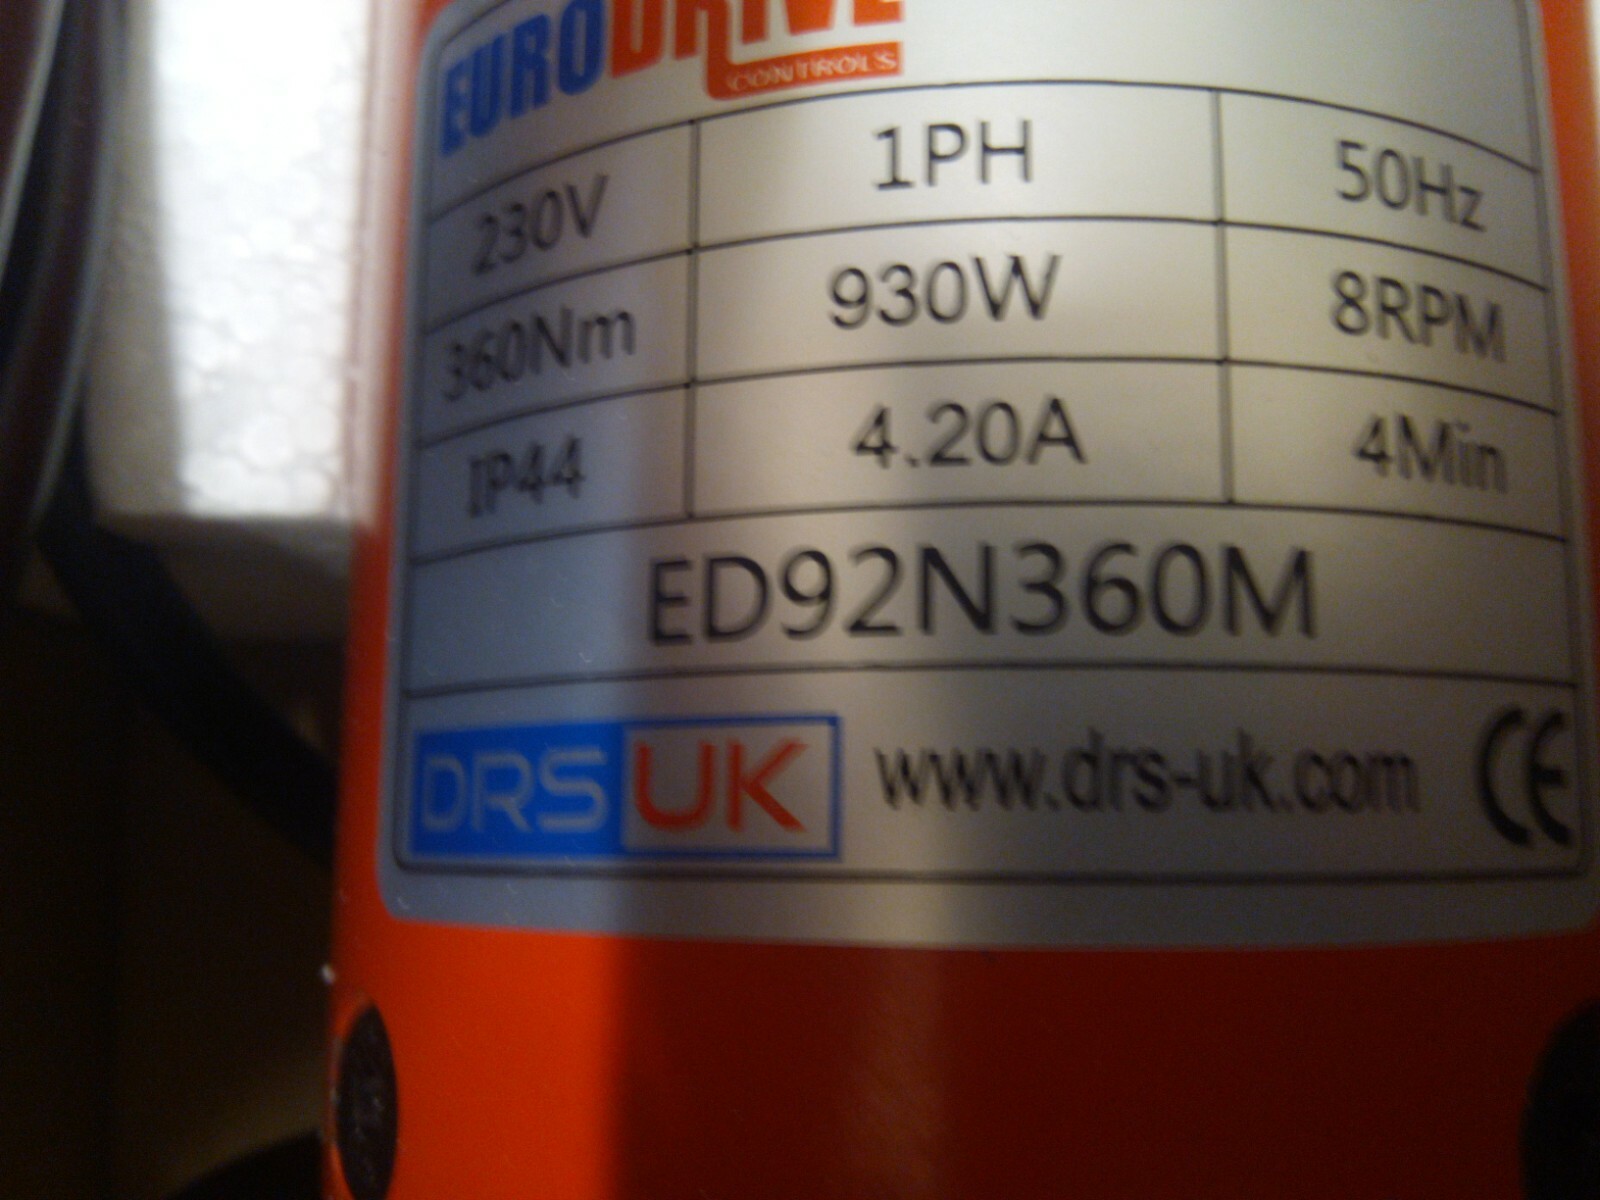 EURODRIVE
CONTROLS
230V 1PH 50Hz
360Nm 930W 8RPM
IP44 4.20A 4Min
ED92N360M
DRS UK www.drs-uk.com CE